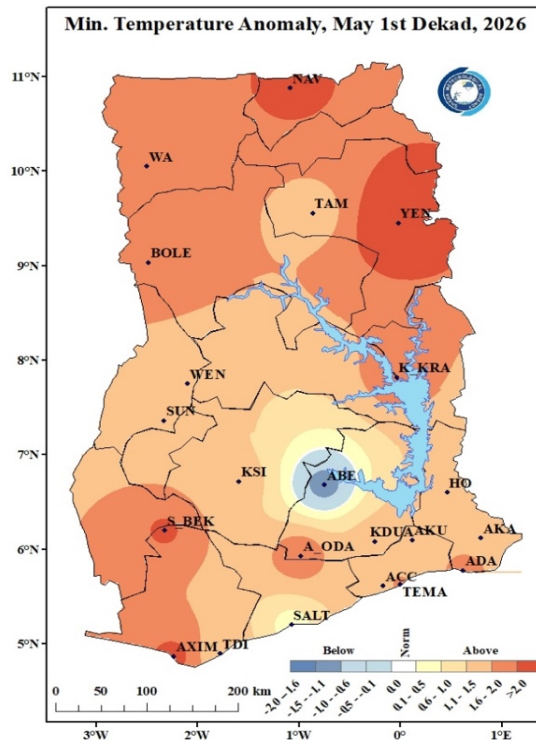 Min. Temperature Anomaly, May 1st Dekad, 2026
11°N
NAV
10°N
WA
TAM
YEN
9°N
BOLE
8°N
K_KRA
WEN
SUN
7°N
KSI
ABE
HO
S_BEK
6°N
A_ODA
KDUA
AKU
AKA
ADA
ACC
TEMA
SALT
5°N
AXIM
TDI
Below Norm Above
-2.0 - -1.6
-1.5 - -1.1
-1.0 - -0.6
-0.5 - -0.1
0.0
0.1 - 0.5
0.6 - 1.0
1.1 - 1.5
1.6 - 2.0
>2.0
0 50 100 200 km
3°W 2°W 1°W 0° 1°E